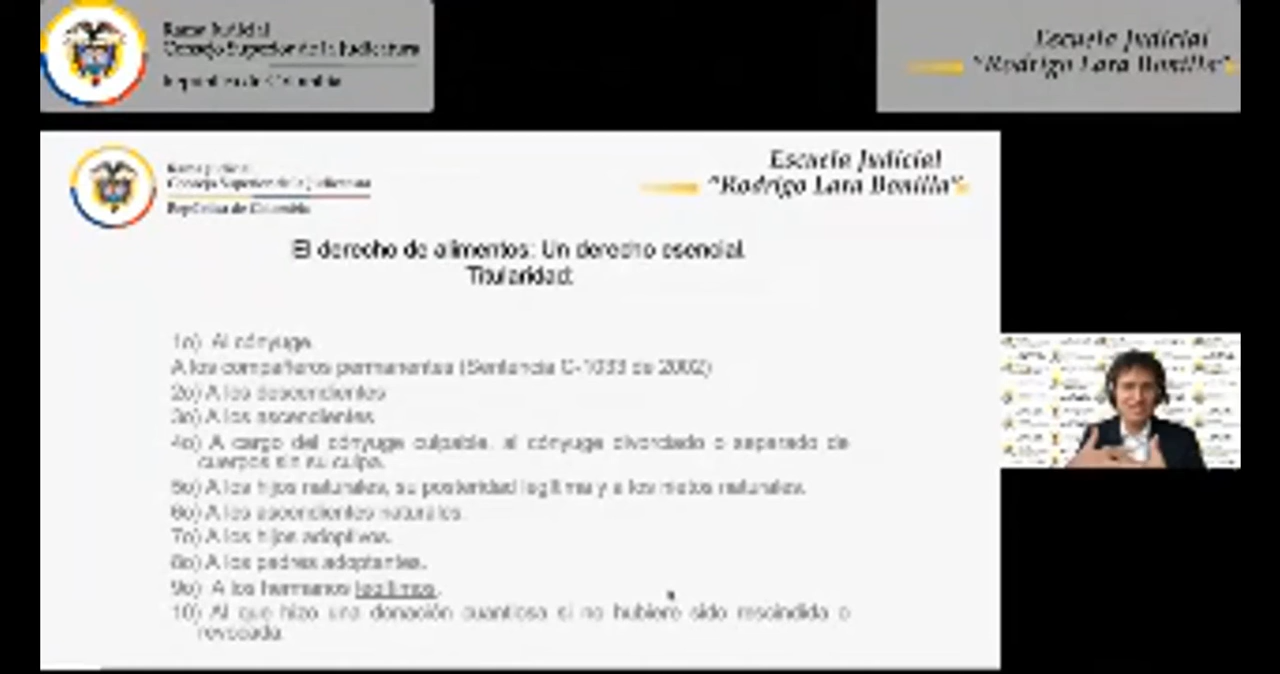 Rama Judicial
Consejo Superior de la Judicatura
República de Colombia
Escuela Judicial
"Rodrigo Lara Bonilla"
Rama Judicial
Consejo Superior de la Judicatura
República de Colombia
Escuela Judicial
"Rodrigo Lara Bonilla"
El derecho de alimentos: Un derecho esencial
Titularidad:
1o) Al cónyuge.
A los compañeros permanentes (Sentencia C-1033 de 2002)
2o) A los descendientes
3o) A los ascendientes
4o) A cargo del cónyuge culpable, al cónyuge divorciado o separado de
cuerpos sin su culpa.
5o) A los hijos naturales, su posteridad legítima y a los nietos naturales.
6o) A los ascendientes naturales.
7o) A los hijos adoptivos.
8o) A los padres adoptantes.
9o) A los hermanos legítimos.
10) Al que hizo una donación cuantiosa si no hubiere sido rescindida o
revocada.